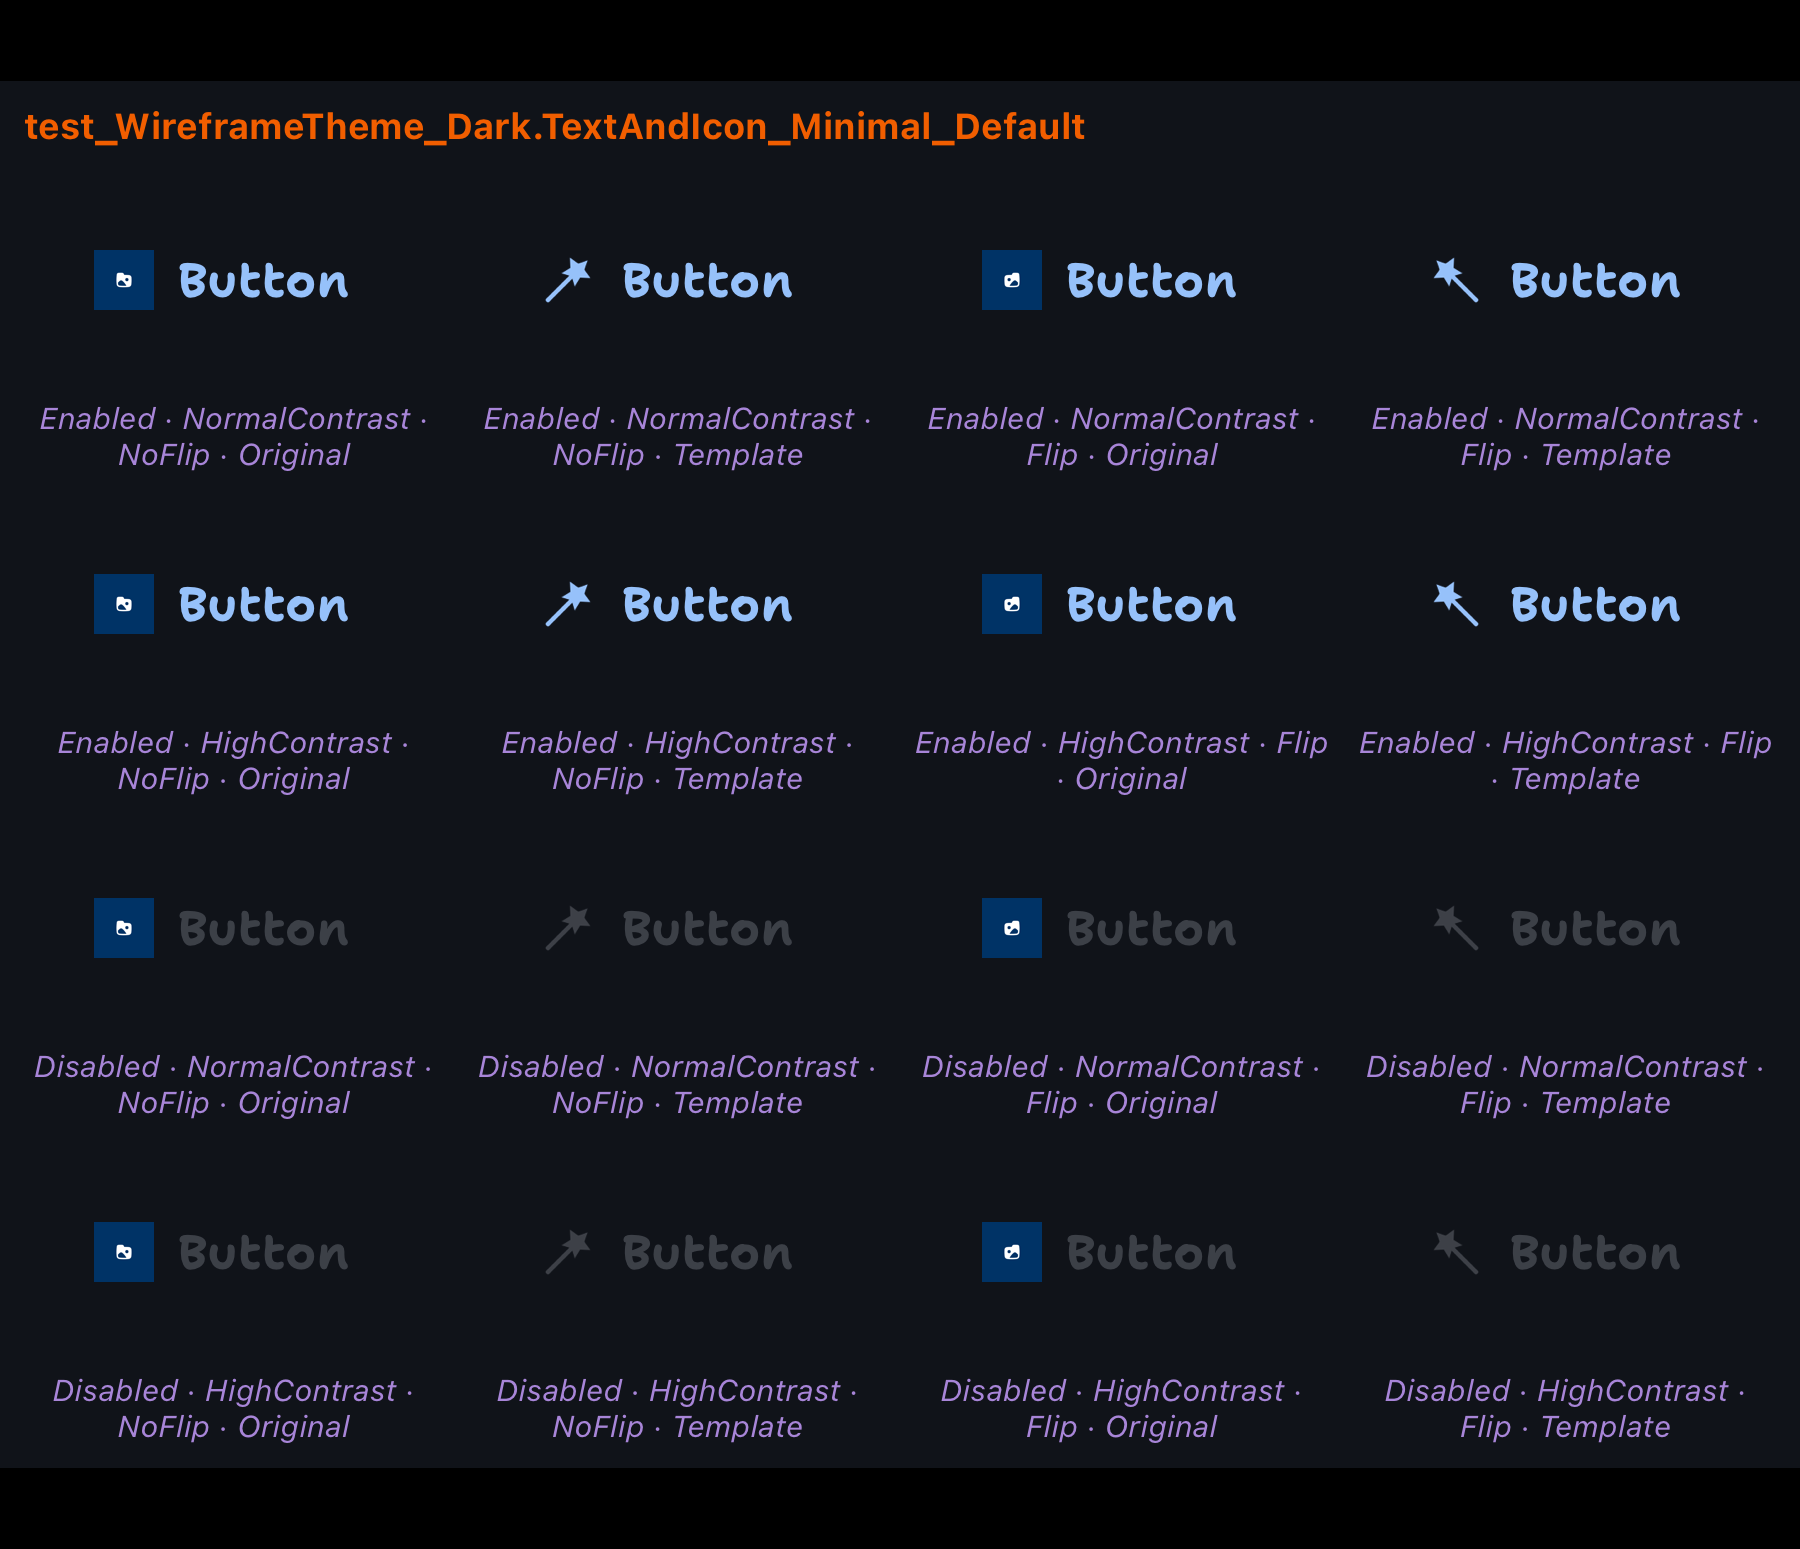 test_WireframeTheme_Dark.TextAndIcon_Minimal_Default
Button
Button
Button
Button
Enabled · NormalContrast ·
NoFlip · Original
Enabled · NormalContrast ·
NoFlip · Template
Enabled · NormalContrast ·
Flip · Original
Enabled · NormalContrast ·
Flip · Template
Button
Button
Button
Button
Enabled · HighContrast ·
NoFlip · Original
Enabled · HighContrast ·
NoFlip · Template
Enabled · HighContrast · Flip
· Original
Enabled · HighContrast · Flip
· Template
Button
Button
Button
Button
Disabled · NormalContrast ·
NoFlip · Original
Disabled · NormalContrast ·
NoFlip · Template
Disabled · NormalContrast ·
Flip · Original
Disabled · NormalContrast ·
Flip · Template
Button
Button
Button
Button
Disabled · HighContrast ·
NoFlip · Original
Disabled · HighContrast ·
NoFlip · Template
Disabled · HighContrast ·
Flip · Original
Disabled · HighContrast ·
Flip · Template